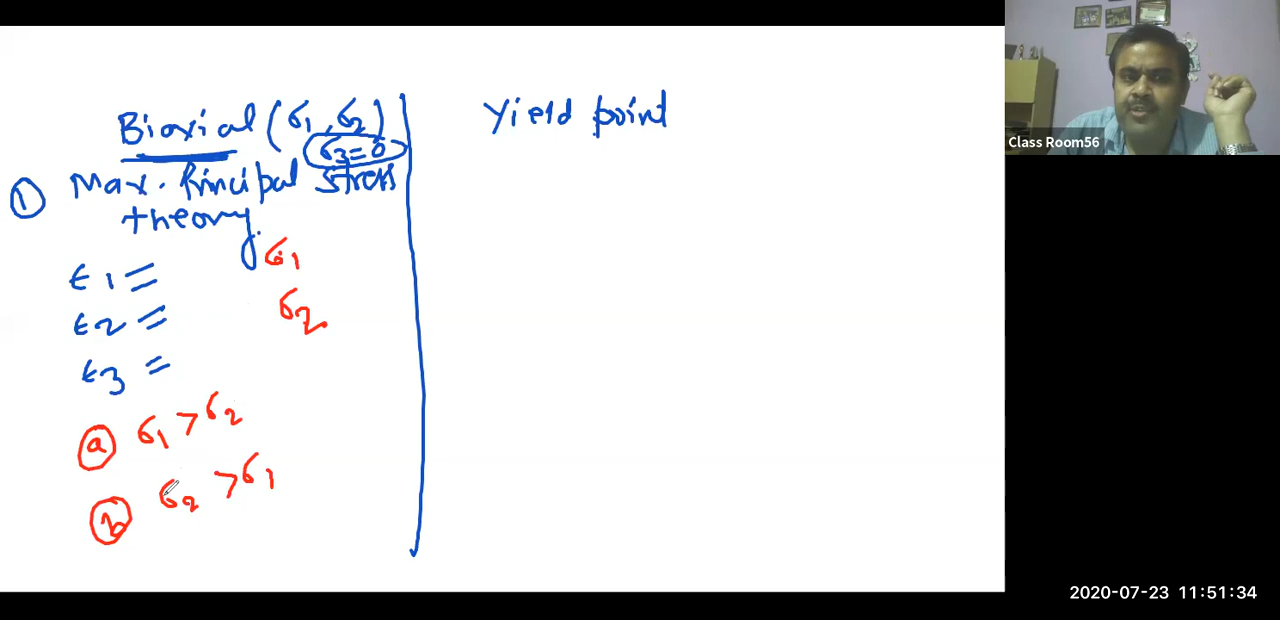 Biaxial (σ1, σ2)
σ3 = 0
① Max. Principal stress
theory.
σ1
ε1 =
σ2
ε2 =
ε3 =
ⓐ σ1 > σ2
ⓑ σ2 > σ1
Yield point
Class Room56
2020-07-23 11:51:34